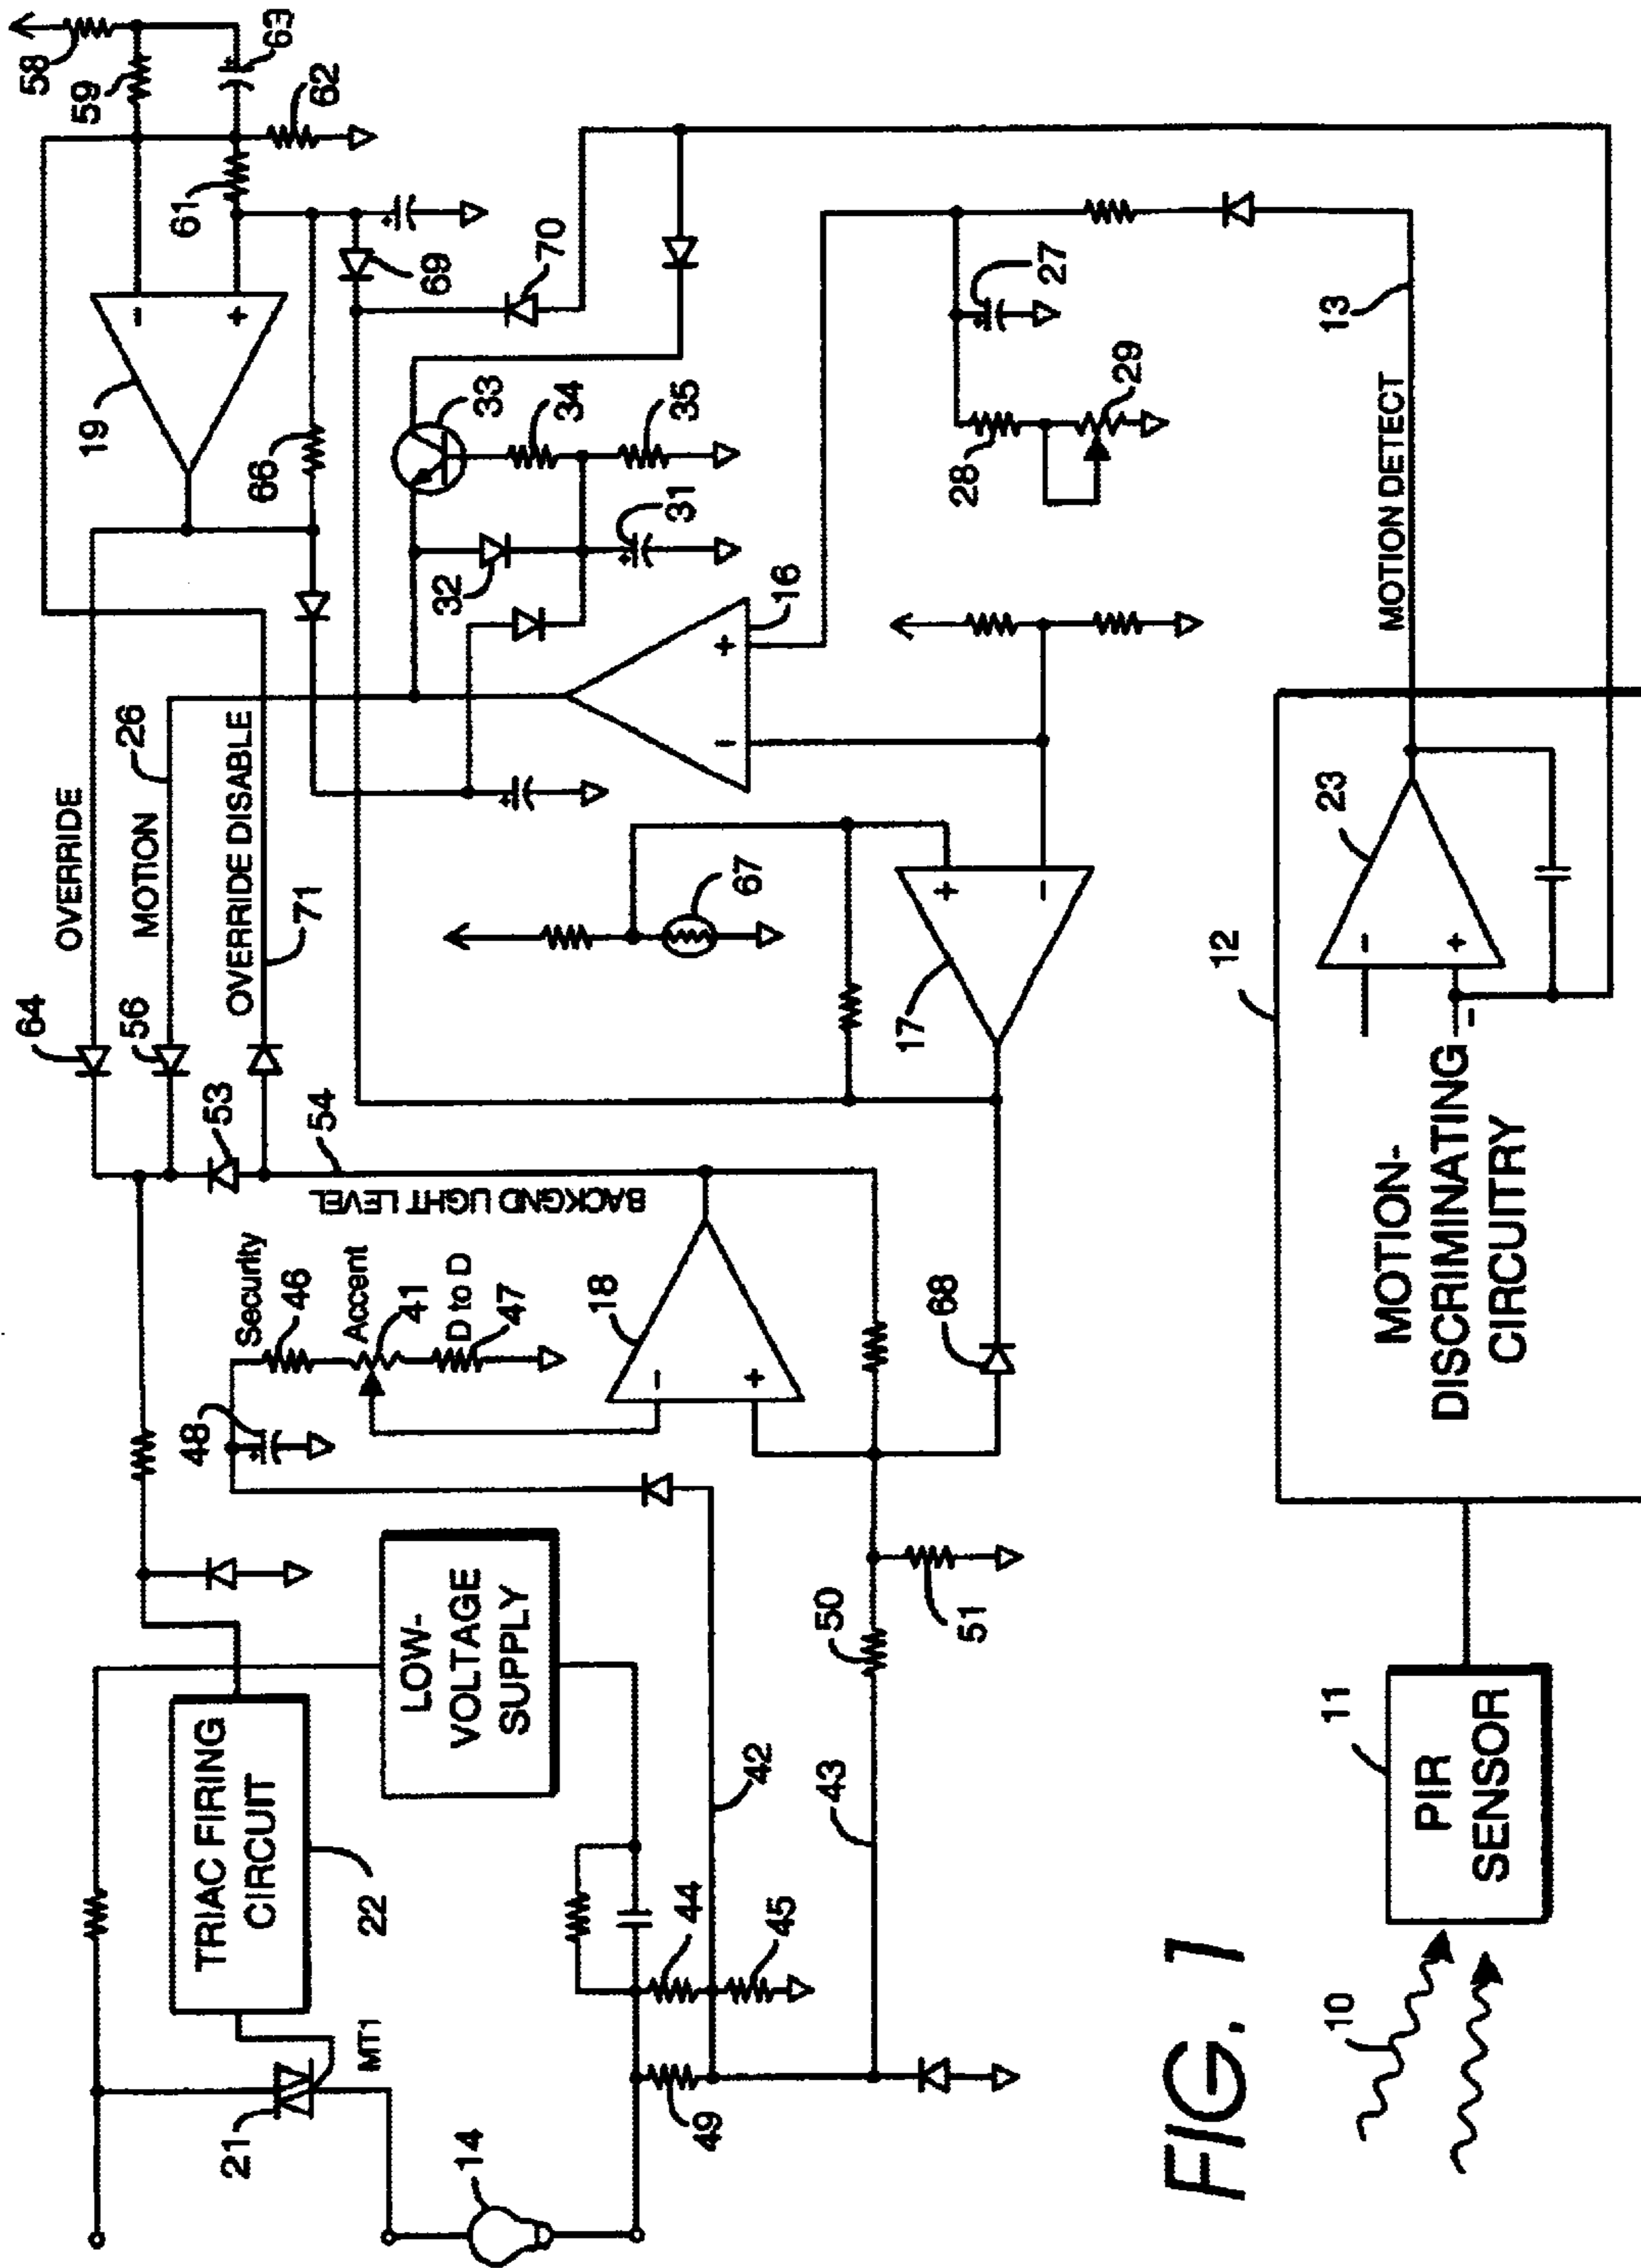 58
59
63
62
61
19
66
69
70
33
34
35
32
31
16
27
28
29
13
MOTION DETECT
OVERRIDE
MOTION
26
OVERRIDE DISABLE
71
64
56
53
54
BACKGND LIGHT LEVEL
67
17
12
23
MOTION-
DISCRIMINATING
CIRCUITRY
Security
46
Accent
41
D to D
47
48
18
68
LOW-
VOLTAGE
SUPPLY
50
51
TRIAC FIRING
CIRCUIT
22
MT1
21
14
42
43
44
45
49
FIG. 1
10
11
PIR
SENSOR